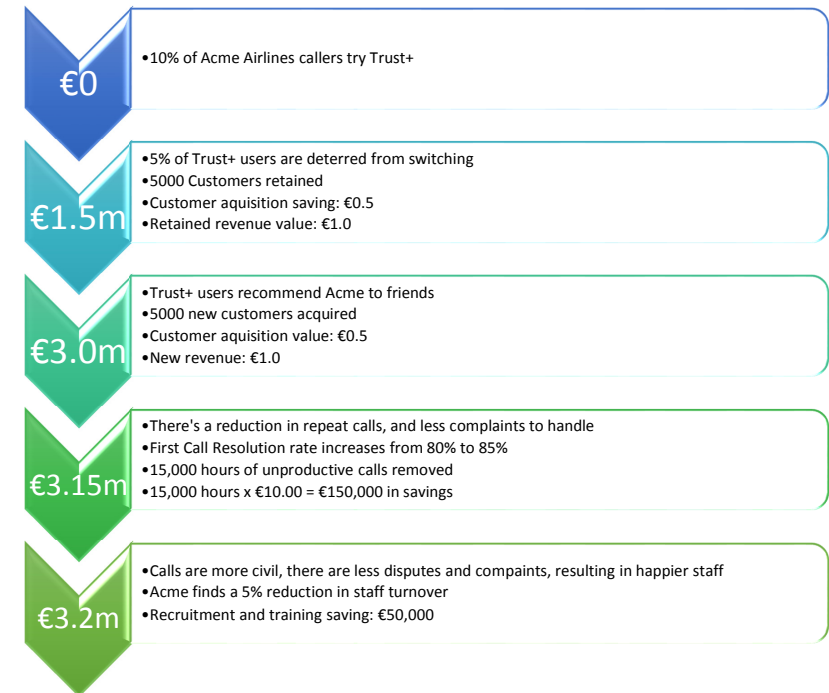 €0
•10% of Acme Airlines callers try Trust+
€1.5m
•5% of Trust+ users are deterred from switching
•5000 Customers retained
•Customer aquisition saving: €0.5
•Retained revenue value: €1.0
€3.0m
•Trust+ users recommend Acme to friends
•5000 new customers acquired
•Customer aquisition value: €0.5
•New revenue: €1.0
€3.15m
•There's a reduction in repeat calls, and less complaints to handle
•First Call Resolution rate increases from 80% to 85%
•15,000 hours of unproductive calls removed
•15,000 hours x €10.00 = €150,000 in savings
€3.2m
•Calls are more civil, there are less disputes and compaints, resulting in happier staff
•Acme finds a 5% reduction in staff turnover
•Recruitment and training saving: €50,000